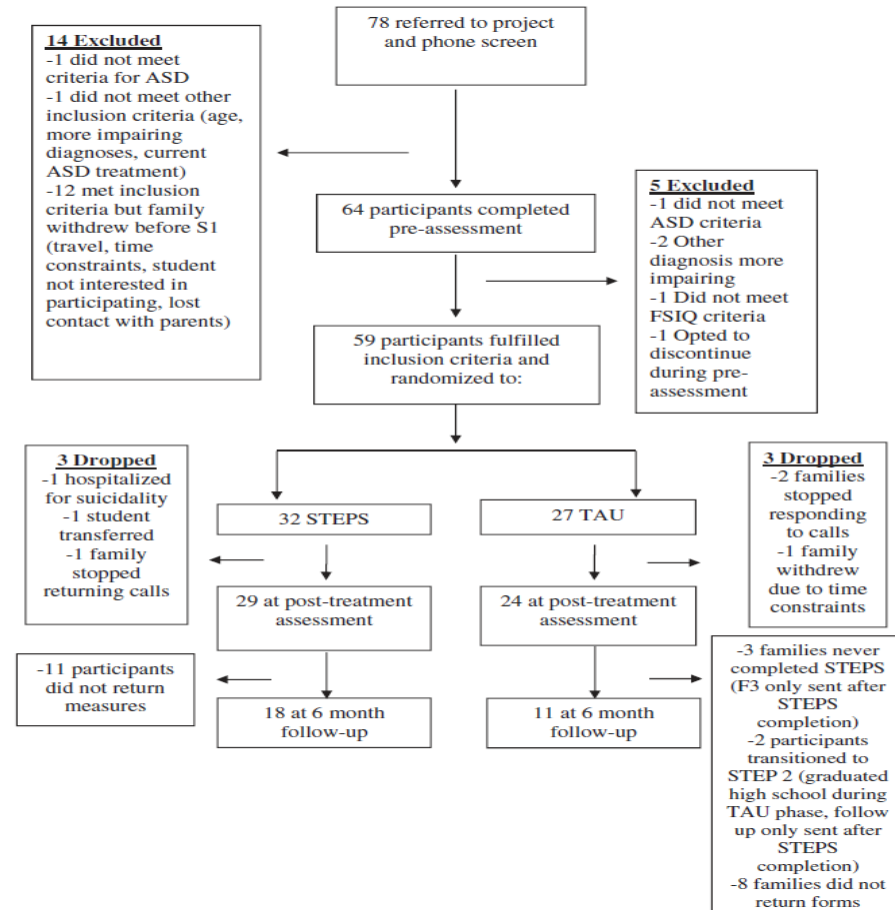 78 referred to project
and phone screen
14 Excluded
-1 did not meet
criteria for ASD
-1 did not meet other
inclusion criteria (age,
more impairing
diagnoses, current
ASD treatment)
-12 met inclusion
criteria but family
withdrew before S1
(travel, time
constraints, student
not interested in
participating, lost
contact with parents)
64 participants completed
pre-assessment
5 Excluded
-1 did not meet
ASD criteria
-2 Other
diagnosis more
impairing
-1 Did not meet
FSIQ criteria
-1 Opted to
discontinue
during pre-
assessment
59 participants fulfilled
inclusion criteria and
randomized to:
3 Dropped
-1 hospitalized
for suicidality
-1 student
transferred
-1 family
stopped
returning calls
32 STEPS
27 TAU
3 Dropped
-2 families
stopped
responding
to calls
-1 family
withdrew
due to time
constraints
29 at post-treatment
assessment
24 at post-treatment
assessment
-11 participants
did not return
measures
18 at 6 month
follow-up
11 at 6 month
follow-up
-3 families never
completed STEPS
(F3 only sent after
STEPS
completion)
-2 participants
transitioned to
STEP 2 (graduated
high school during
TAU phase, follow
up only sent after
STEPS
completion)
-8 families did not
return forms